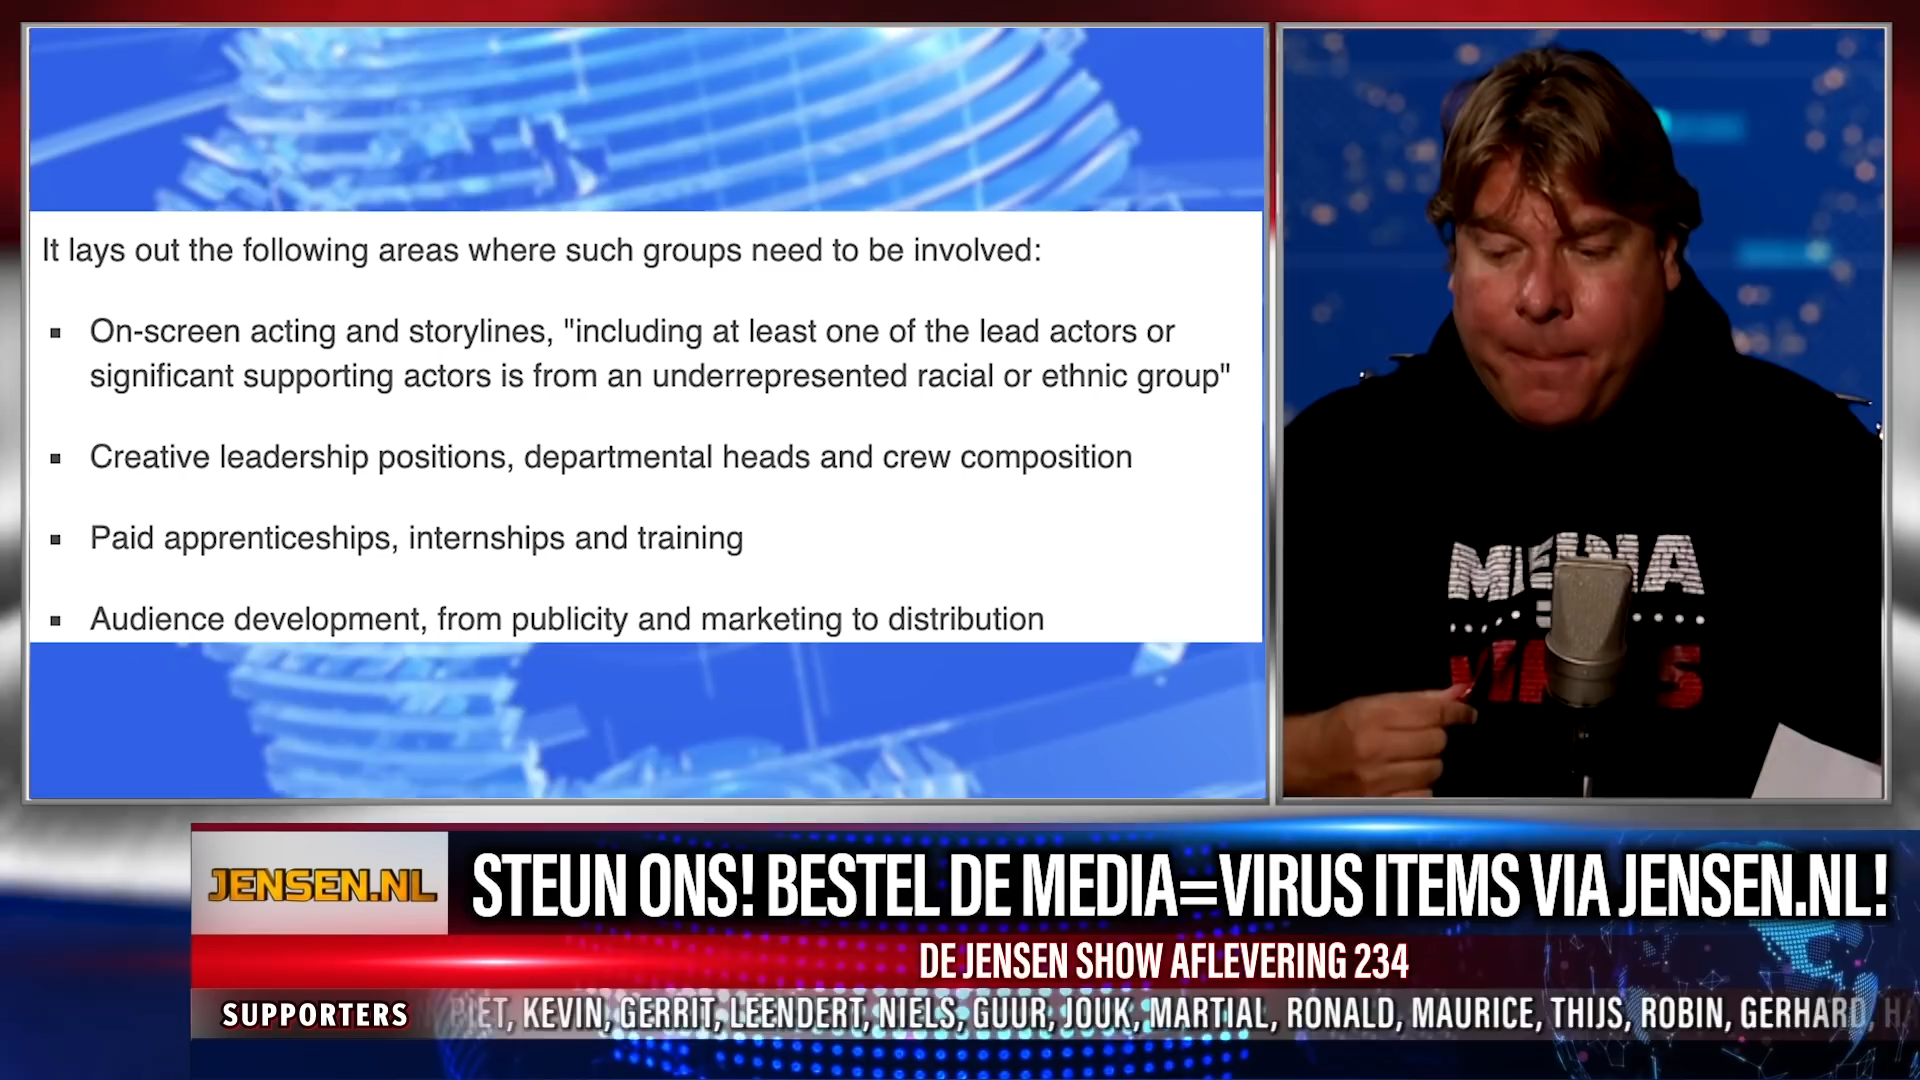 It lays out the following areas where such groups need to be involved:
▪ On-screen acting and storylines, "including at least one of the lead actors or
significant supporting actors is from an underrepresented racial or ethnic group"
▪ Creative leadership positions, departmental heads and crew composition
▪ Paid apprenticeships, internships and training
▪ Audience development, from publicity and marketing to distribution
MEDIA
JENSEN.NL
STEUN ONS! BESTEL DE MEDIA=VIRUS ITEMS VIA JENSEN.NL!
DE JENSEN SHOW AFLEVERING 234
SUPPORTERS
PIET, KEVIN, GERRIT, LEENDERT, NIELS, GUUR, JOUK, MARTIAL, RONALD, MAURICE, THIJS, ROBIN, GERHARD,